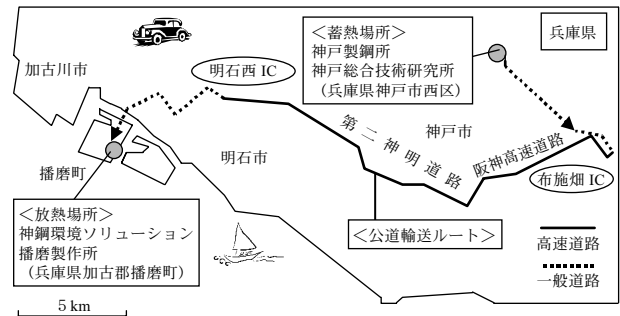 兵庫県
<蓄熱場所>
神戸製鋼所
神戸総合技術研究所
(兵庫県神戸市西区)
加古川市
明石西 IC
第二神明道路
神戸市
阪神高速道路
布施畑 IC
明石市
播磨町
<放熱場所>
神鋼環境ソリューション
播磨製作所
(兵庫県加古郡播磨町)
<公道輸送ルート>
高速道路
一般道路
5 km